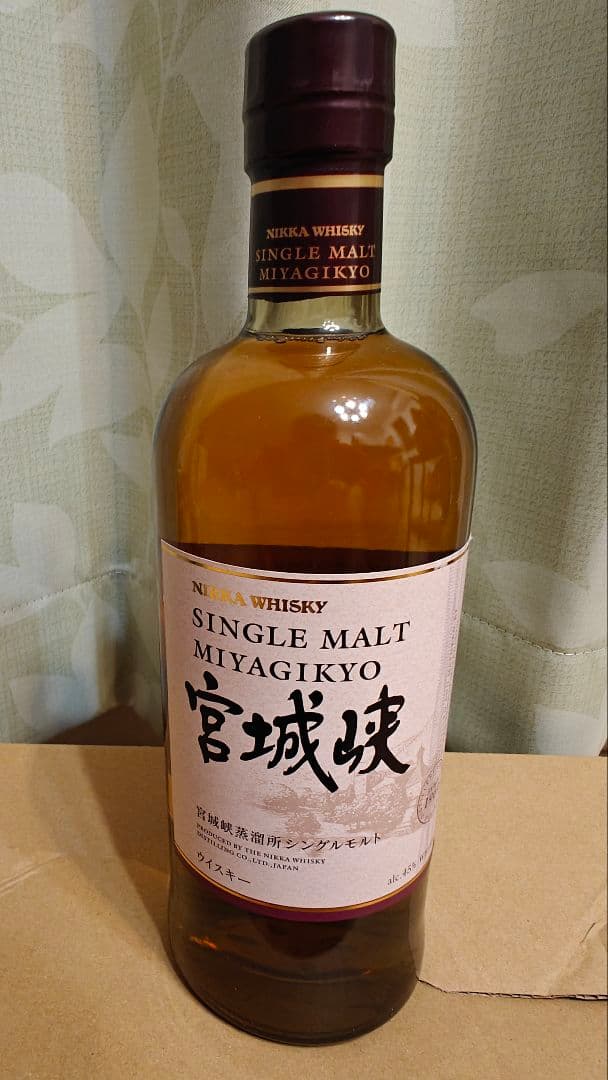 NIKKA WHISKY
SINGLE MALT
MIYAGIKYO
NIKKA WHISKY
SINGLE MALT
MIYAGIKYO
宮城峡
宮城峡蒸溜所シングルモルト
PRODUCED BY THE NIKKA WHISKY
DISTILLING CO., LTD., JAPAN
ウイスキー
alc. 45%